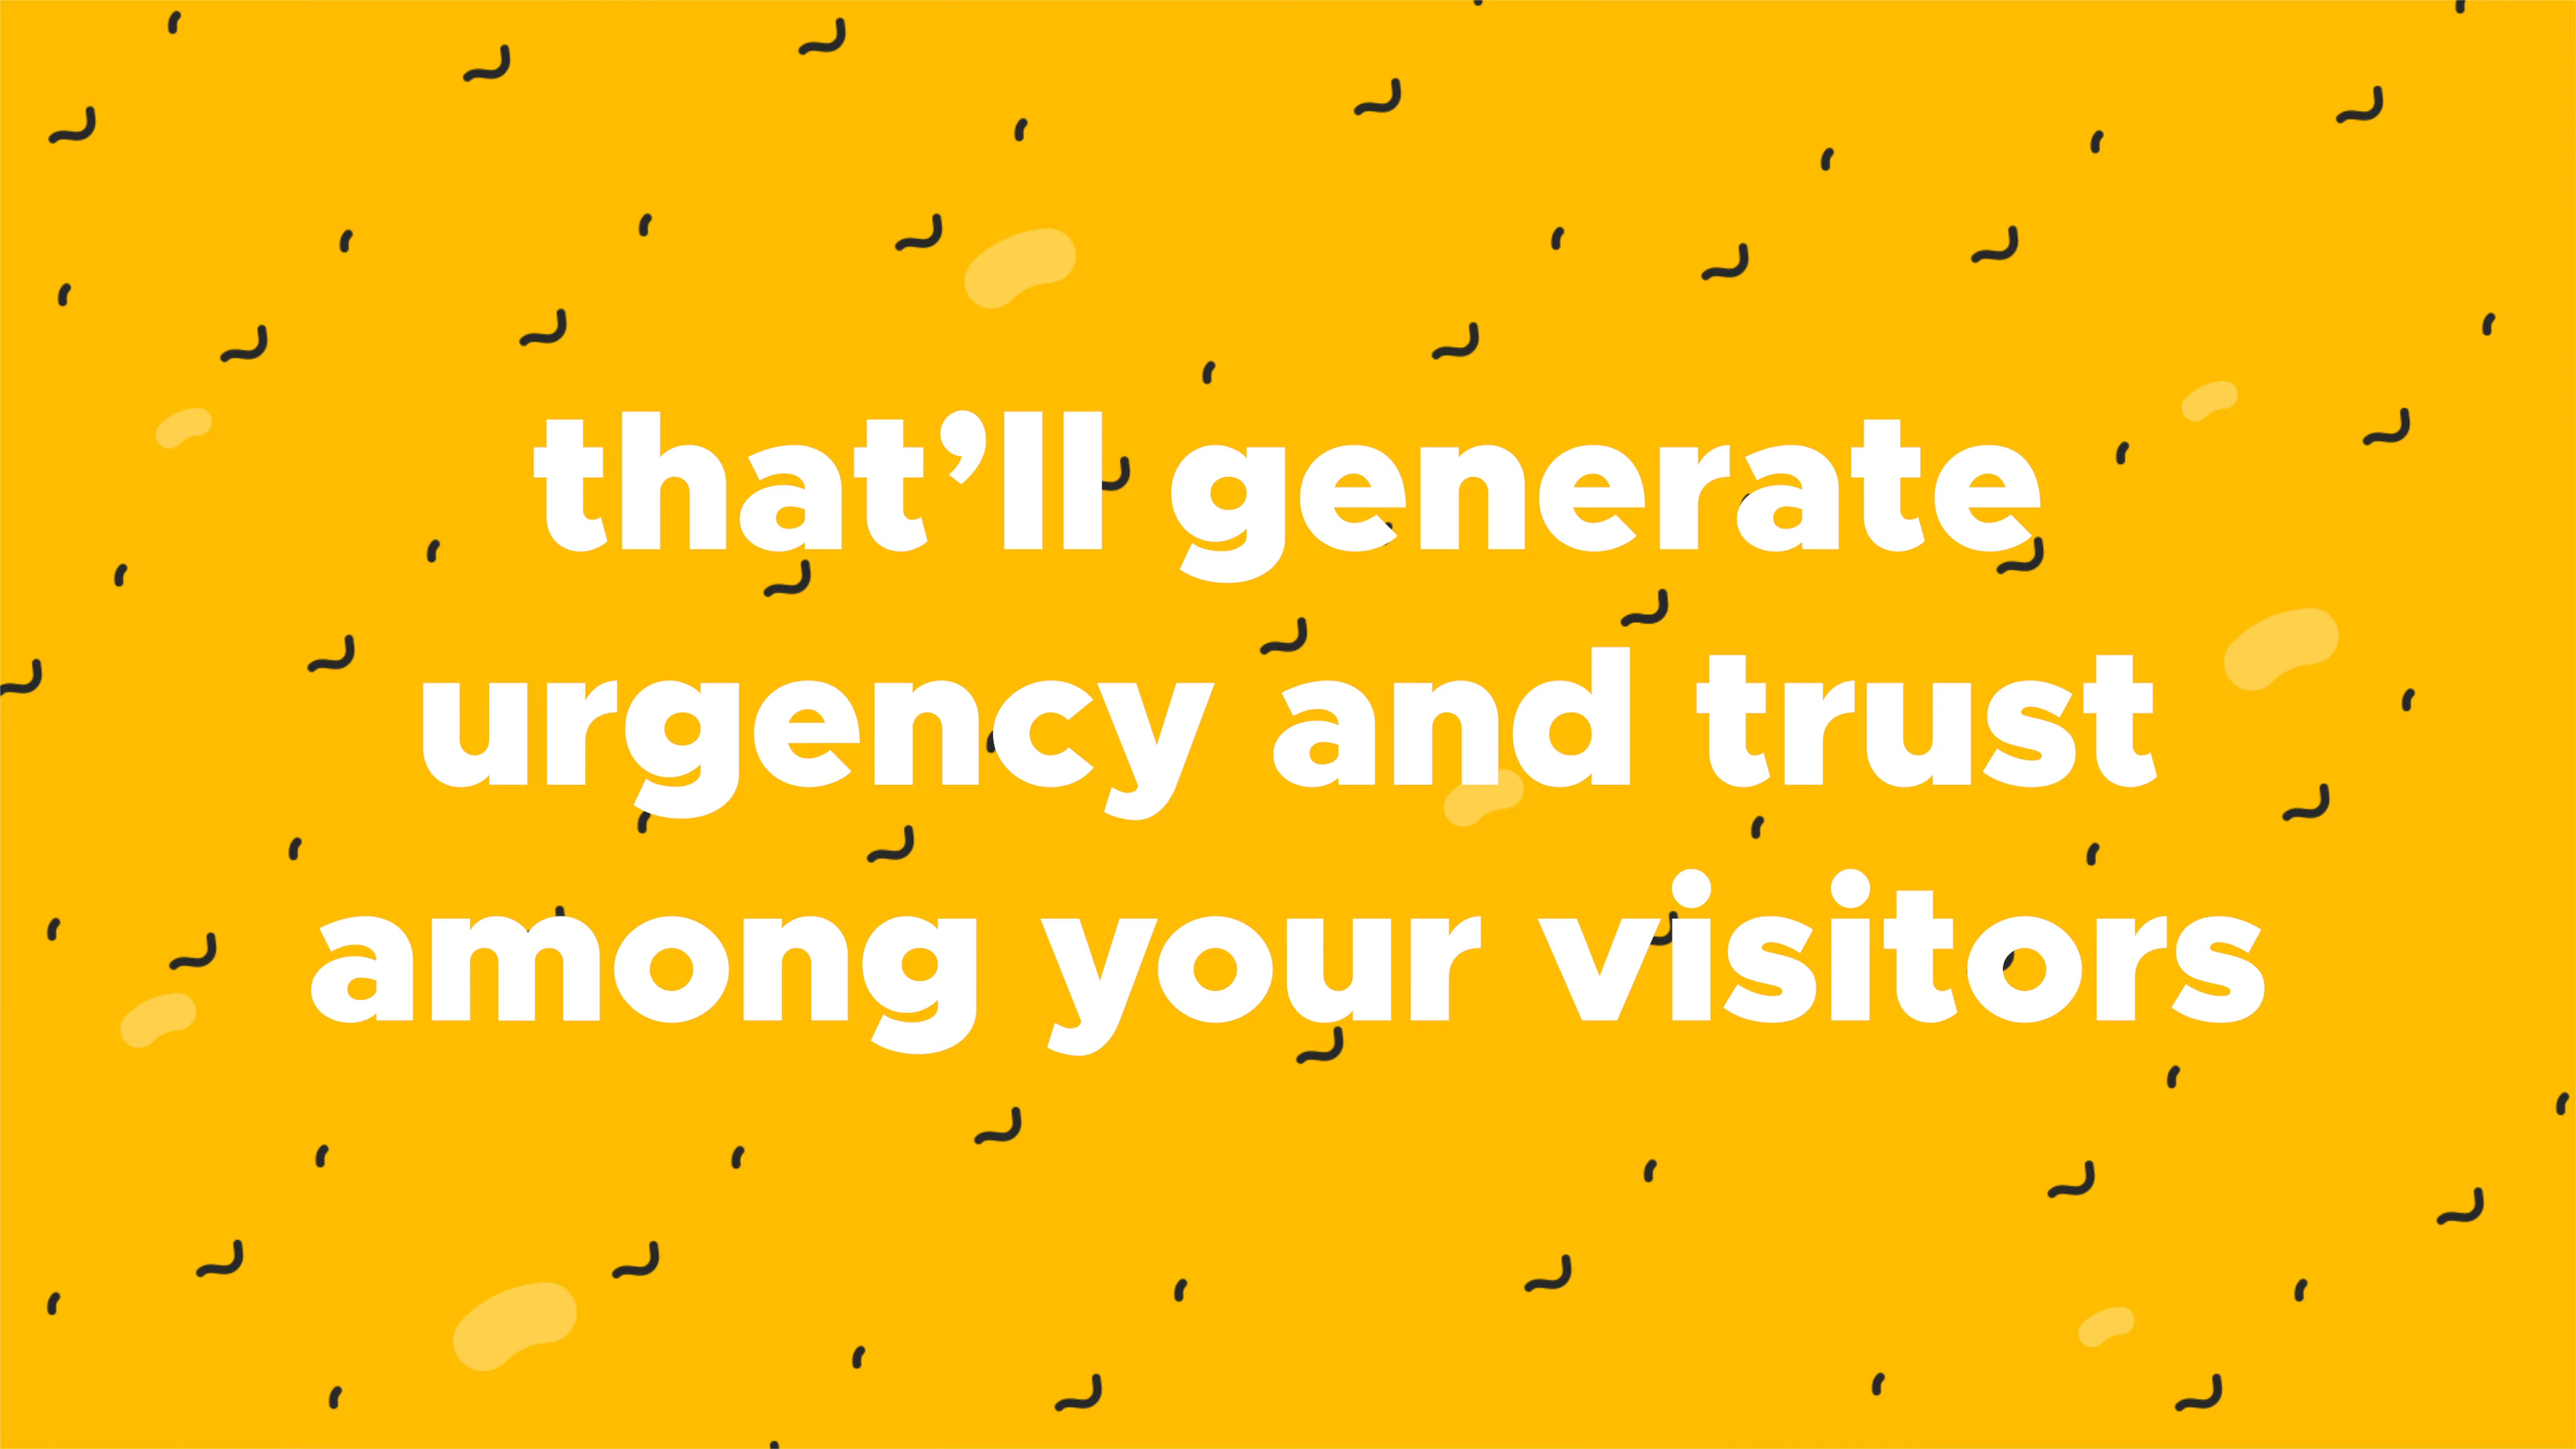 that’ll generate
urgency and trust
among your visitors